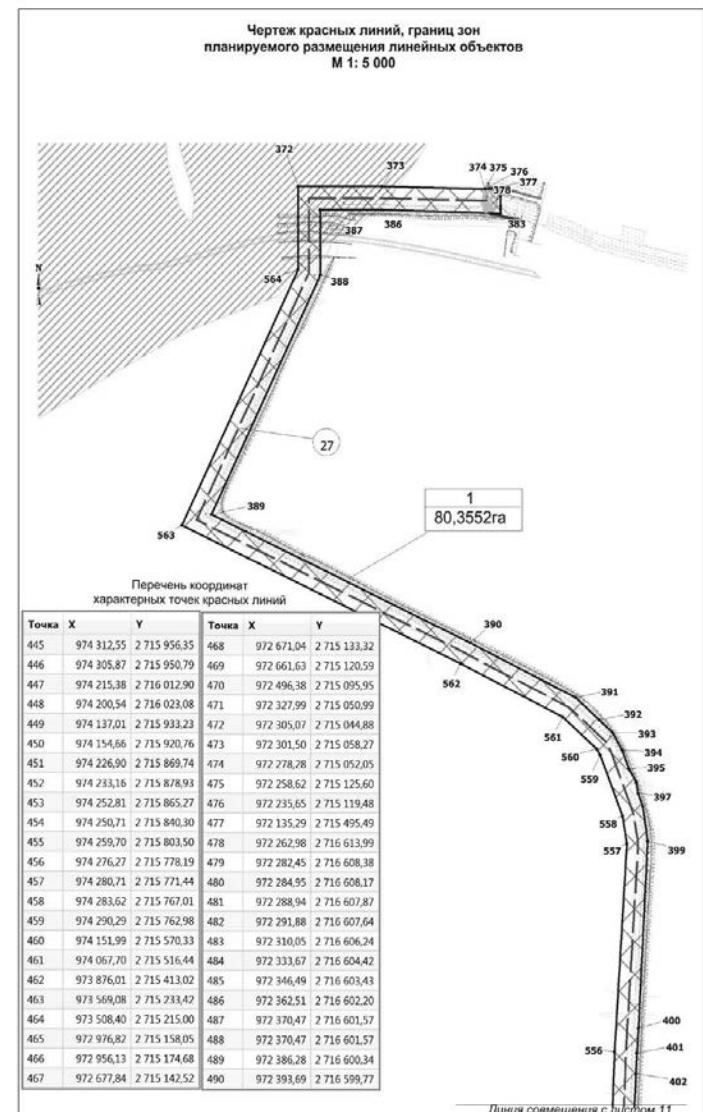 Чертеж красных линий, границ зон
планируемого размещения линейных объектов
М 1: 5 000
372
373
374 375 376
377
378
383
386
387
388
564
N
27
389
563
1
80,3552га
390
562
391
392
393
394
395
397
399
561
560
559
558
557
400
401
402
556
Перечень координат
характерных точек красных линий
Точка X Y Точка X Y
445 974 312,55 2 715 956,35 468 972 671,04 2 715 133,32
446 974 305,87 2 715 950,79 469 972 661,63 2 715 120,59
447 974 215,38 2 716 012,90 470 972 496,38 2 715 095,95
448 974 200,54 2 716 023,08 471 972 327,99 2 715 050,99
449 974 137,01 2 715 933,23 472 972 305,07 2 715 044,88
450 974 154,66 2 715 920,76 473 972 301,50 2 715 058,27
451 974 226,90 2 715 869,74 474 972 278,28 2 715 052,05
452 974 233,16 2 715 878,93 475 972 258,62 2 715 125,60
453 974 252,81 2 715 865,27 476 972 235,65 2 715 119,48
454 974 250,71 2 715 840,30 477 972 135,29 2 715 495,49
455 974 259,70 2 715 803,50 478 972 262,98 2 716 613,99
456 974 276,27 2 715 778,19 479 972 282,45 2 716 608,38
457 974 280,71 2 715 771,44 480 972 284,95 2 716 608,17
458 974 283,62 2 715 767,01 481 972 288,94 2 716 607,87
459 974 290,29 2 715 762,98 482 972 291,88 2 716 607,64
460 974 151,99 2 715 570,33 483 972 310,05 2 716 606,24
461 974 067,70 2 715 516,44 484 972 333,67 2 716 604,42
462 973 876,01 2 715 413,02 485 972 346,49 2 716 603,43
463 973 569,08 2 715 233,42 486 972 362,51 2 716 602,20
464 973 508,40 2 715 215,00 487 972 370,47 2 716 601,57
465 972 976,82 2 715 158,05 488 972 370,47 2 716 601,57
466 972 956,13 2 715 174,68 489 972 386,28 2 716 600,34
467 972 677,84 2 715 142,52 490 972 393,69 2 716 599,77
Линия совмещения с листом 11